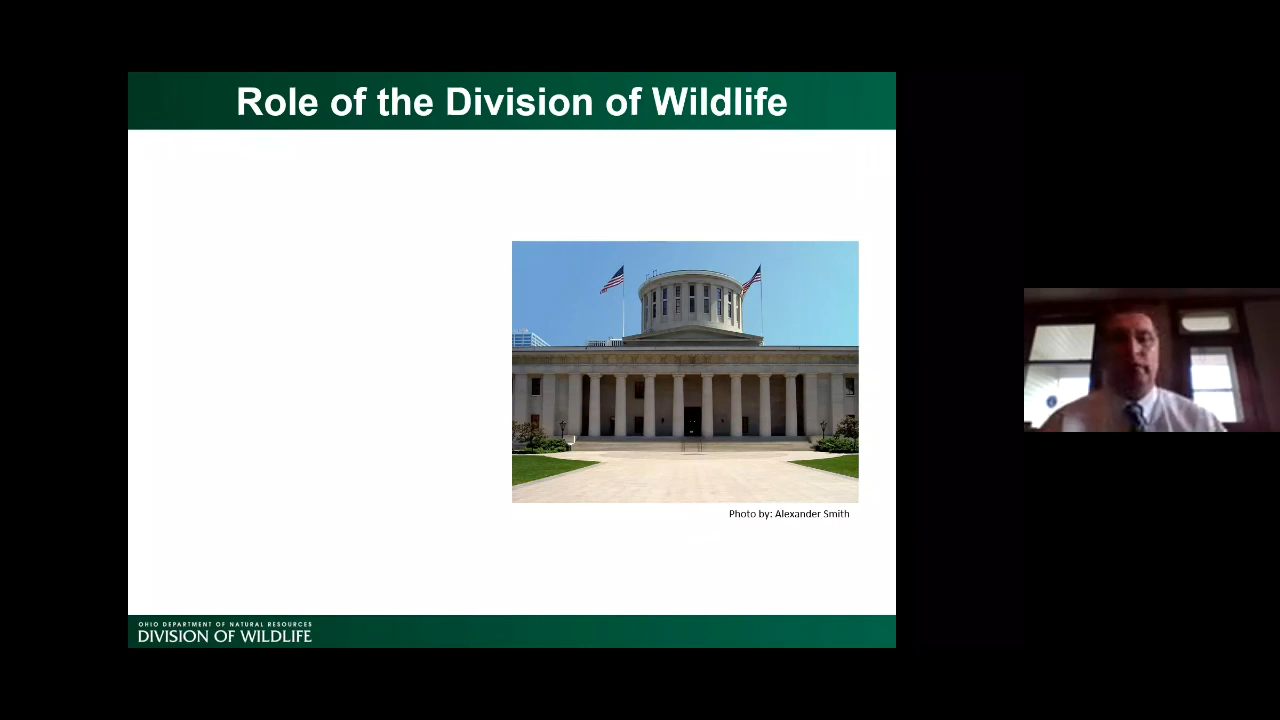 Role of the Division of Wildlife
Photo by: Alexander Smith
OHIO DEPARTMENT OF NATURAL RESOURCES
DIVISION OF WILDLIFE